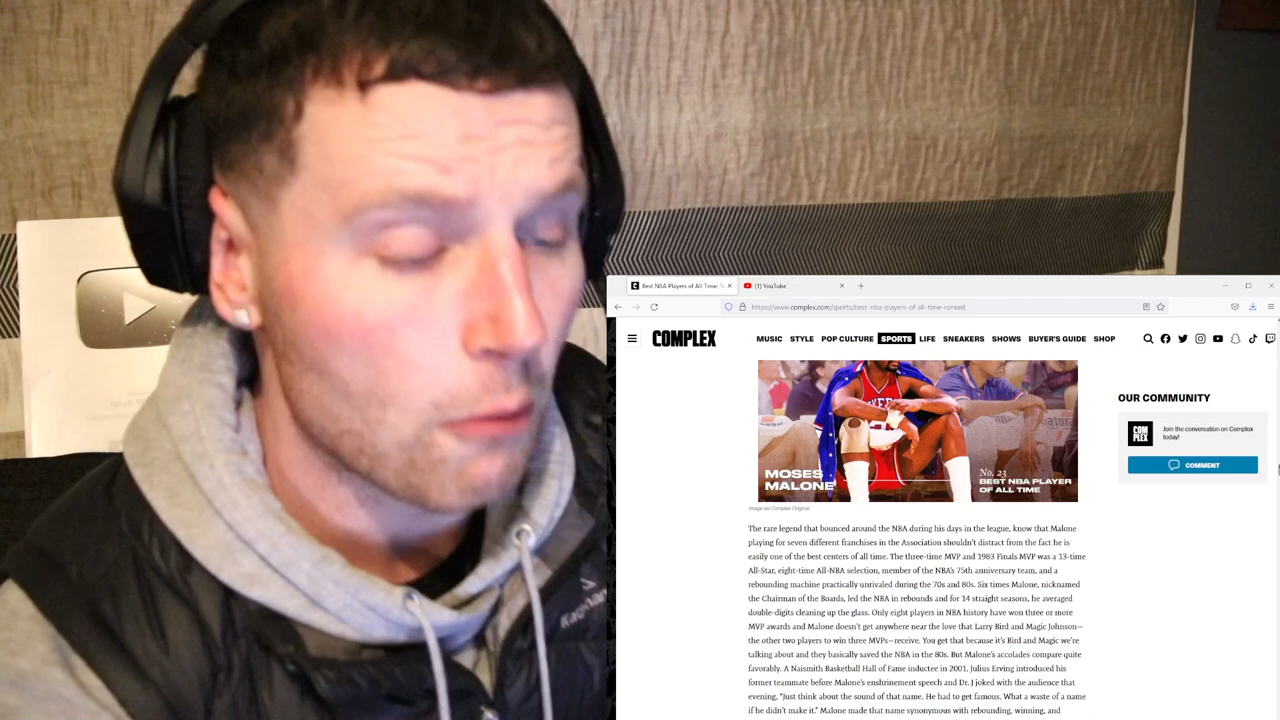 Best NBA Players of All Time
(1) YouTube
https://www.complex.com/sports/best-nba-players-of-all-time-ranked
COMPLEX
MUSIC STYLE POP CULTURE SPORTS LIFE SNEAKERS SHOWS BUYER'S GUIDE SHOP
MOSES
MALONE
No. 23
BEST NBA PLAYER
OF ALL TIME
Image via Complex Original
The rare legend that bounced around the NBA during his days in the league, know that Malone
playing for seven different franchises in the Association shouldn't distract from the fact he is
easily one of the best centers of all time. The three-time MVP and 1983 Finals MVP was a 13-time
All-Star, eight-time All-NBA selection, member of the NBA's 75th anniversary team, and a
rebounding machine practically unrivaled during the 70s and 80s. Six times Malone, nicknamed
the Chairman of the Boards, led the NBA in rebounds and for 14 straight seasons, he averaged
double-digits cleaning up the glass. Only eight players in NBA history have won three or more
MVP awards and Malone doesn't get anywhere near the love that Larry Bird and Magic Johnson—
the other two players to win three MVPs—receive. You get that because it's Bird and Magic we're
talking about and they basically saved the NBA in the 80s. But Malone's accolades compare quite
favorably. A Naismith Basketball Hall of Fame inductee in 2001, Julius Erving introduced his
former teammate before Malone's enshrinement speech and Dr. J joked with the audience that
evening, "Just think about the sound of that name. He had to get famous. What a waste of a name
if he didn't make it." Malone made that name synonymous with rebounding, winning, and
OUR COMMUNITY
COM
PLEX
Join the conversation on Complex
today!
COMMENT